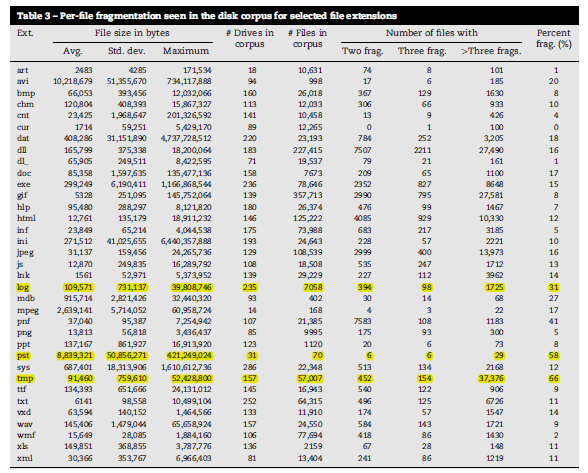 Table 3 – Per-file fragmentation seen in the disk corpus for selected file extensions
Ext. File size in bytes # Drives in corpus # Files in corpus Number of files with Percent frag. (%)
Avg. Std. dev. Maximum Two frag. Three frag. >Three frags.
art 2483 4285 171,534 18 10,631 74 8 101 1
avi 10,218,679 51,355,670 734,117,888 94 998 17 6 185 20
bmp 66,053 393,456 12,032,066 160 26,018 367 129 1630 8
chm 120,804 408,393 15,867,327 113 12,033 306 66 933 10
cnt 23,425 1,968,647 201,326,592 141 10,458 13 9 426 4
cur 1714 59,251 5,429,170 89 12,265 0 1 100 0
dat 408,286 31,151,890 4,737,728,512 220 23,193 784 252 3,205 18
dll 165,799 375,338 18,200,064 183 227,415 7507 2211 27,490 16
dl_ 65,905 249,511 8,422,595 71 19,537 79 21 161 1
doc 85,358 1,597,635 135,477,136 158 7673 209 65 1100 17
exe 299,249 6,190,411 1,166,868,544 236 78,646 2352 827 8648 15
gif 5328 251,095 145,752,064 139 357,713 2990 795 27,581 8
hlp 95,480 288,297 8,121,820 180 26,374 476 99 1467 7
html 12,761 135,179 18,911,232 146 125,222 4085 929 10,330 12
inf 23,849 65,214 4,044,538 175 73,988 683 217 3185 5
ini 271,512 41,025,655 6,440,357,888 193 24,643 228 57 2221 10
jpeg 31,137 159,456 24,265,736 129 108,539 2999 400 13,973 16
js 12,870 249,835 16,289,792 108 18,508 535 247 1712 13
lnk 1561 52,971 5,373,952 139 29,229 227 112 3962 14
log 109,571 731,137 39,808,746 235 7058 394 98 1725 31
mdb 915,714 2,821,426 32,440,320 93 402 30 14 68 27
mpeg 2,639,141 5,714,052 60,958,724 14 168 4 3 22 17
pnf 37,040 95,387 7,254,942 107 21,385 7583 108 1183 41
png 13,813 56,818 3,436,437 85 9995 175 93 300 5
ppt 137,167 861,927 16,913,920 123 1120 20 6 73 8
pst 8,839,321 50,856,271 421,249,024 31 70 6 6 29 58
sys 687,401 18,313,906 1,610,612,736 286 22,348 513 134 2168 12
tmp 91,460 759,610 52,428,800 157 57,007 452 154 37,376 66
ttf 134,393 651,666 24,131,012 145 16,943 540 122 906 9
txt 6141 98,558 10,499,104 252 64,315 496 125 6726 11
vxd 63,594 140,152 1,464,566 133 11,910 174 57 1547 14
wav 145,406 1,479,044 65,658,924 157 24,550 584 143 1721 9
wmf 15,649 28,085 1,884,160 106 77,694 418 86 1430 2
xls 149,851 368,855 3,787,776 136 2159 67 28 148 11
xml 30,366 353,767 6,966,403 81 13,404 241 86 1219 11